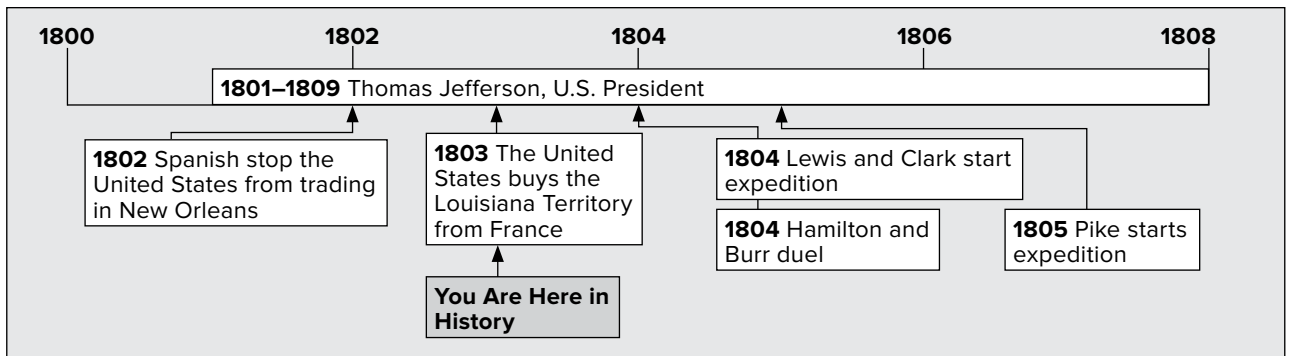 1800 1802 1804 1806 1808
1801–1809 Thomas Jefferson, U.S. President
1802 Spanish stop the
United States from trading
in New Orleans
1803 The United
States buys the
Louisiana Territory
from France
You Are Here in
History
1804 Lewis and Clark start
expedition
1804 Hamilton and
Burr duel
1805 Pike starts
expedition